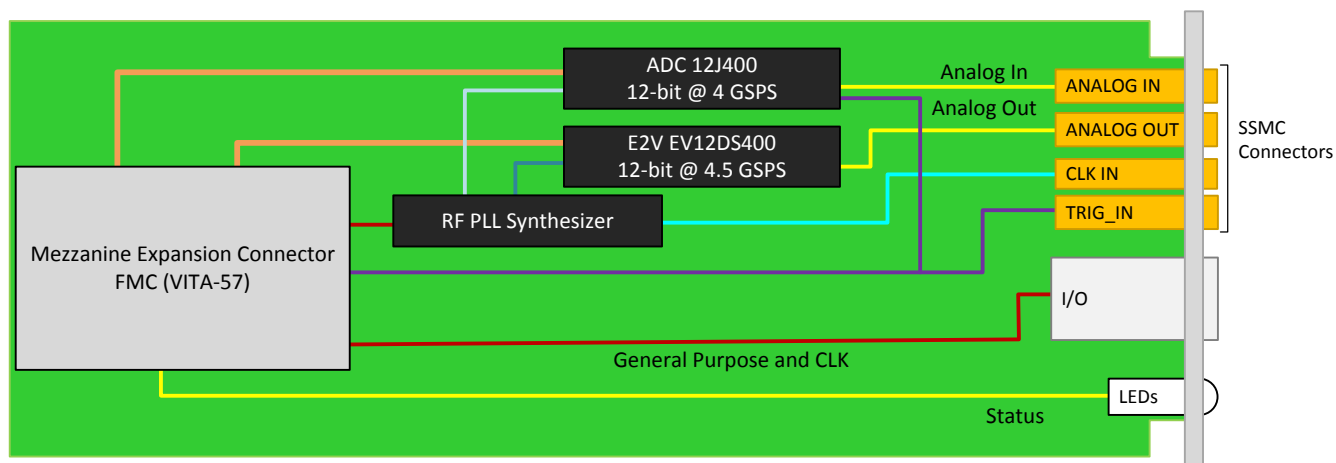 ADC 12J400
12-bit @ 4 GSPS
Analog In
ANALOG IN
Analog Out
ANALOG OUT
SSMC
Connectors
E2V EV12DS400
12-bit @ 4.5 GSPS
CLK IN
RF PLL Synthesizer
TRIG_IN
Mezzanine Expansion Connector
FMC (VITA-57)
I/O
General Purpose and CLK
LEDs
Status